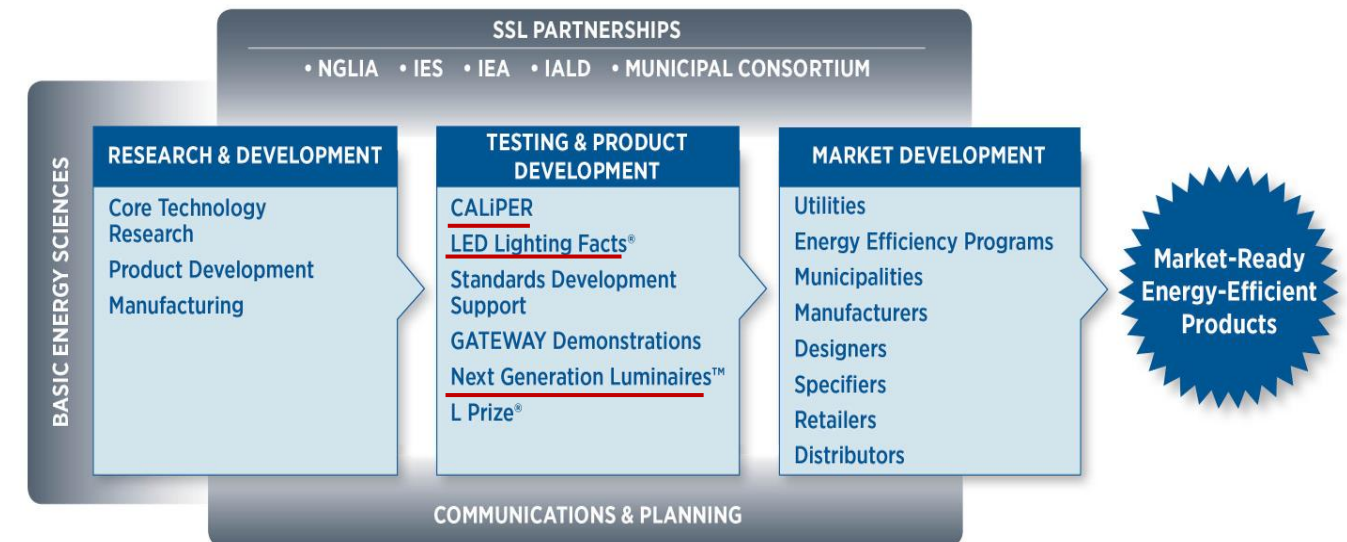 SSL PARTNERSHIPS
• NGLIA • IES • IEA • IALD • MUNICIPAL CONSORTIUM
BASIC ENERGY SCIENCES
RESEARCH & DEVELOPMENT
Core Technology
Research
Product Development
Manufacturing
TESTING & PRODUCT
DEVELOPMENT
CALiPER
LED Lighting Facts®
Standards Development
Support
GATEWAY Demonstrations
Next Generation Luminaires™
L Prize®
MARKET DEVELOPMENT
Utilities
Energy Efficiency Programs
Municipalities
Manufacturers
Designers
Specifiers
Retailers
Distributors
Market-Ready
Energy-Efficient
Products
COMMUNICATIONS & PLANNING